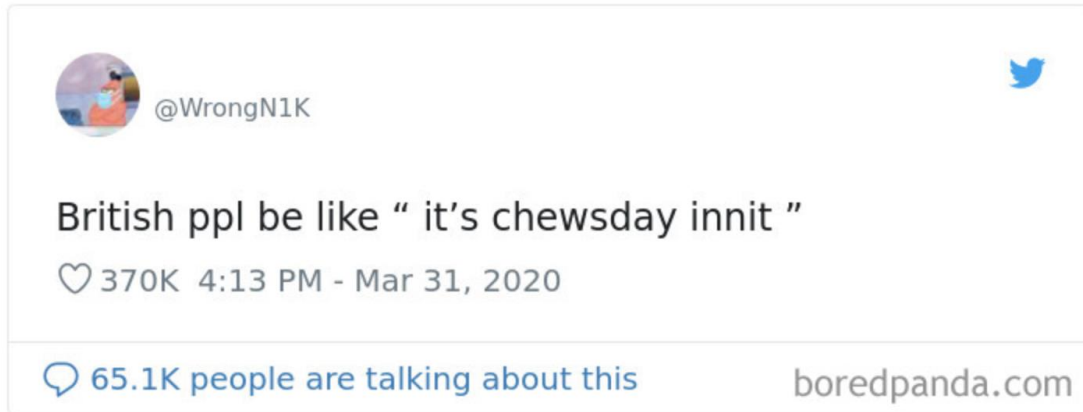 @WrongN1K
British ppl be like “ it’s chewsday innit ”
370K 4:13 PM - Mar 31, 2020
65.1K people are talking about this
boredpanda.com